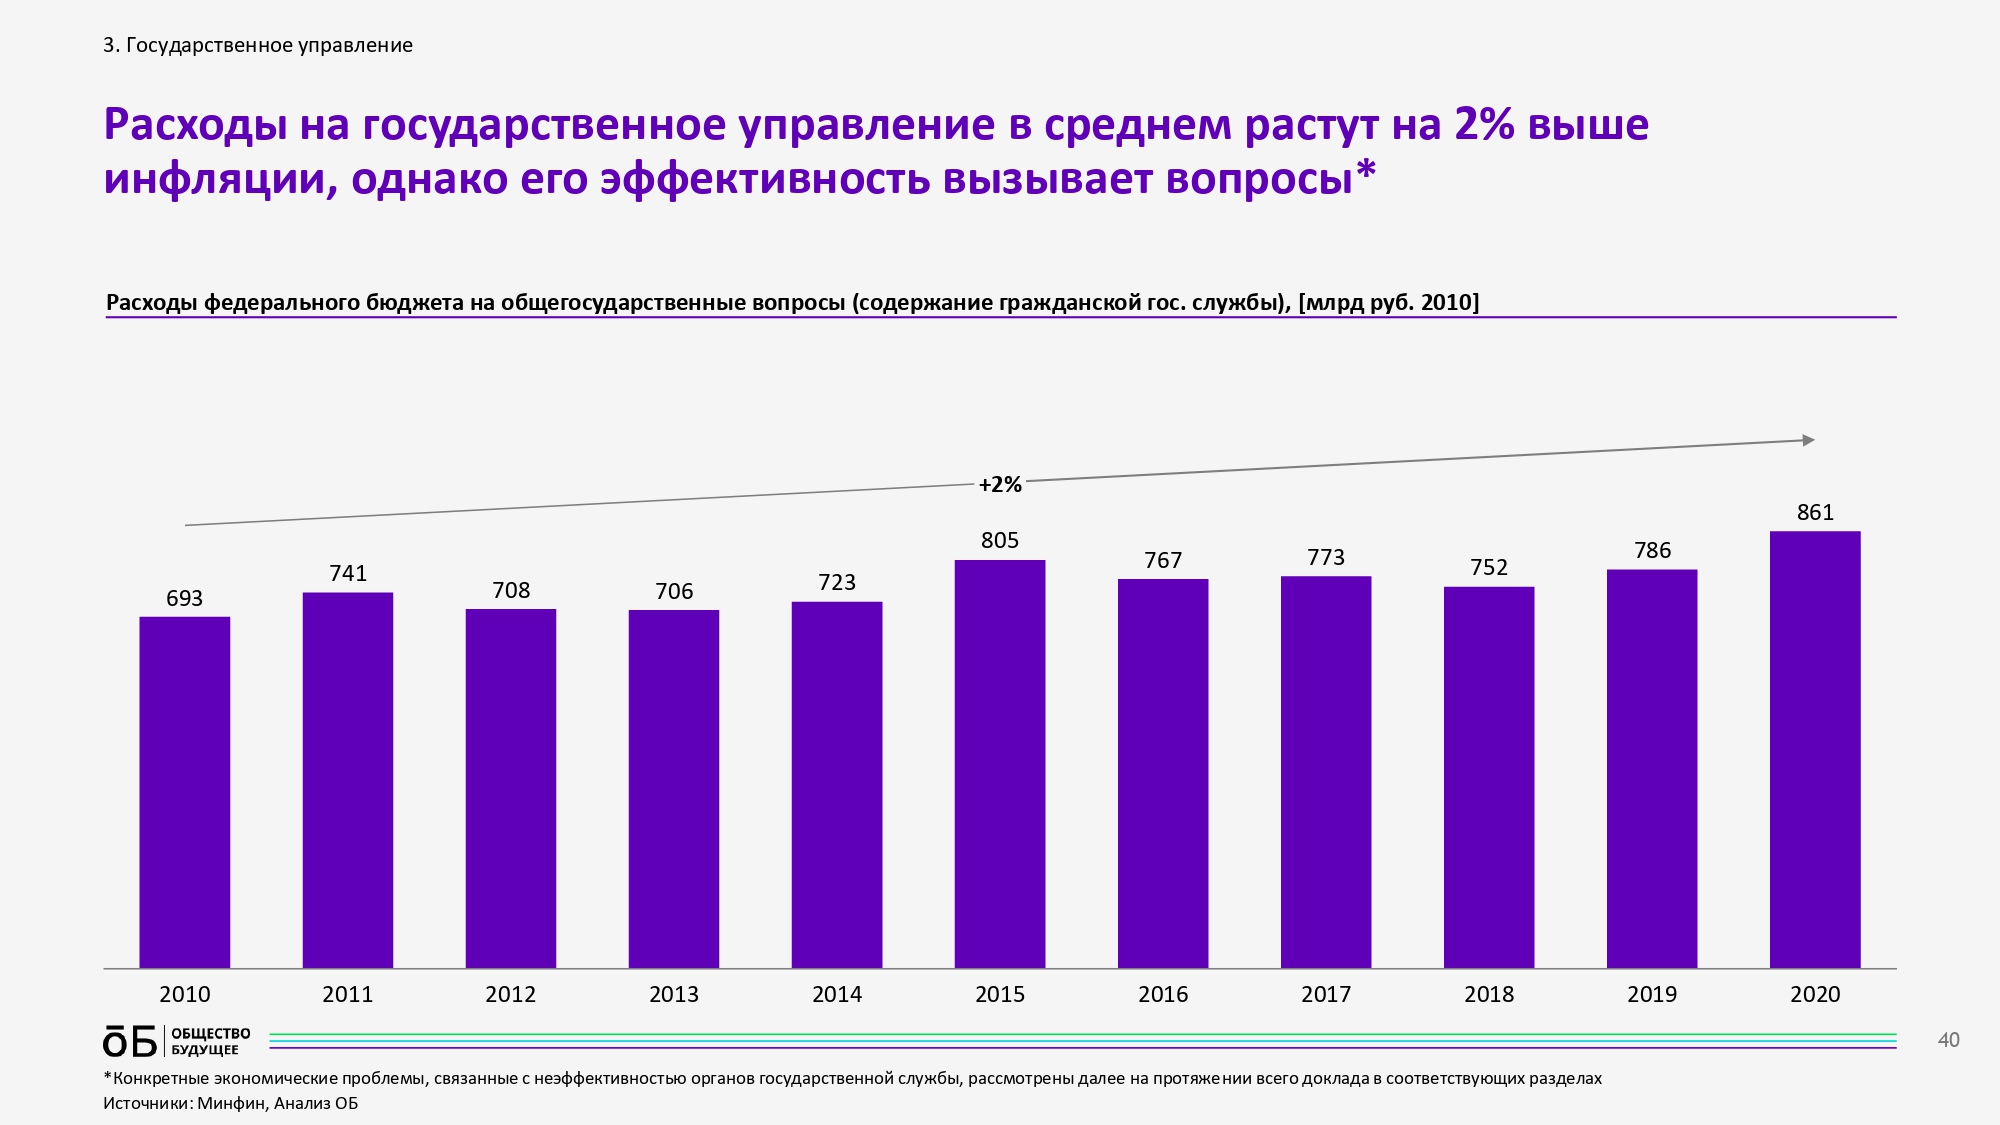 3. Государственное управление
Расходы на государственное управление в среднем растут на 2% выше
инфляции, однако его эффективность вызывает вопросы*
Расходы федерального бюджета на общегосударственные вопросы (содержание гражданской гос. службы), [млрд руб. 2010]
+2%
693
741
708
706
723
805
767
773
752
786
861
2010
2011
2012
2013
2014
2015
2016
2017
2018
2019
2020
ōБ
ОБЩЕСТВО
БУДУЩЕЕ
40
*Конкретные экономические проблемы, связанные с неэффективностью органов государственной службы, рассмотрены далее на протяжении всего доклада в соответствующих разделах
Источники: Минфин, Анализ ОБ